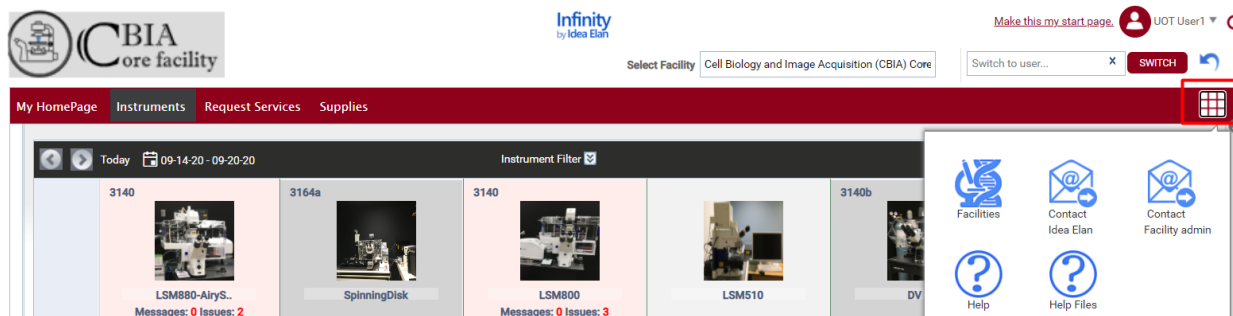 CBIA
Core facility
Infinity
by Idea Elan
Make this my start page.
UOT User1
Select Facility
Cell Biology and Image Acquisition (CBIA) Core
Switch to user...
x
SWITCH
My HomePage
Instruments
Request Services
Supplies
Today
09-14-20 - 09-20-20
Instrument Filter
3140
3164a
3140
3140b
LSM880-AiryS..
SpinningDisk
LSM800
LSM510
DV
Messages: 0 Issues: 2
Messages: 0 Issues: 3
Facilities
Contact
Idea Elan
Contact
Facility admin
Help
Help Files